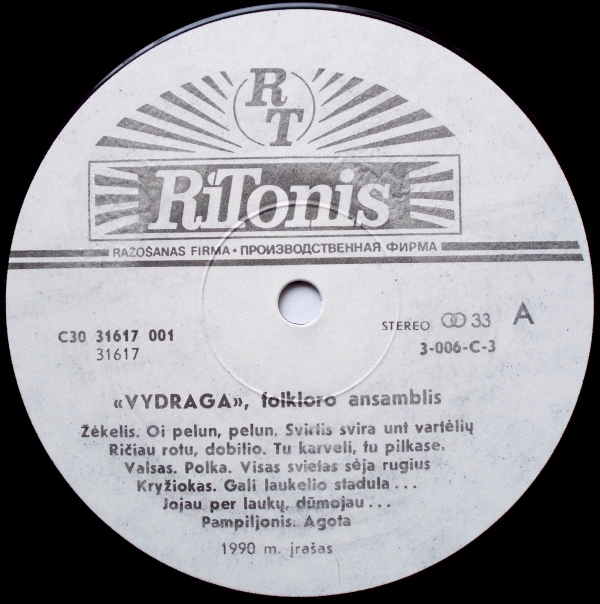 RT
RiTonis
RAŽOŠANAS FIRMA • ПРОИЗВОДСТВЕННАЯ ФИРМА
C30 31617 001
31617
STEREO 33 A
3-006-C-3
«VYDRAGA», folkloro ansamblis
Žėkelis. Oi pelun, pelun. Svirlis svira unt vartėlių
Ričiau rotu, dobilio. Tu karveli, tu pilkase.
Valsas. Polka. Visas svietas sėja rugius
Kryžiokas. Gali laukelio stadula...
Jojau per laukų, dūmojau...
Pampiljonis. Agota
1990 m. įrašas